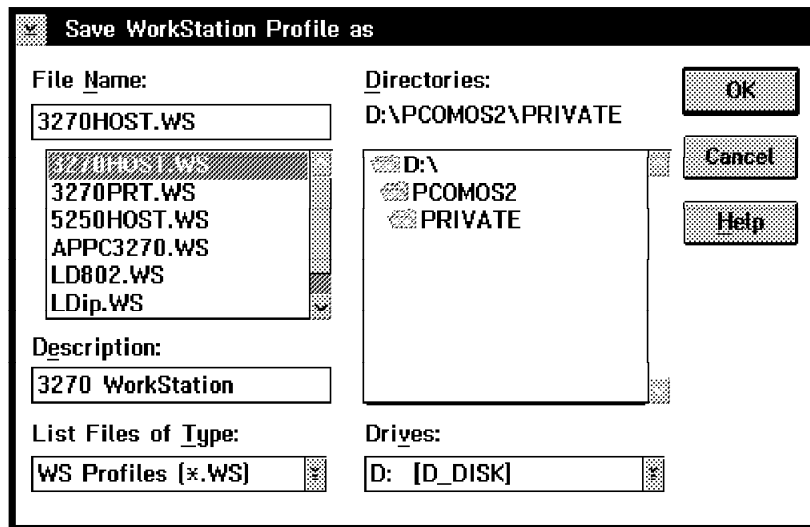 Save WorkStation Profile as
File Name:
3270HOST.WS
3270HOST.WS
3270PRT.WS
5250HOST.WS
APPC3270.WS
LD802.WS
LDip.WS
Description:
3270 WorkStation
List Files of Type:
WS Profiles (*.WS)
Directories:
D:\PCOMOS2\PRIVATE
D:\
PCOMOS2
PRIVATE
Drives:
D: [D_DISK]
OK
Cancel
Help